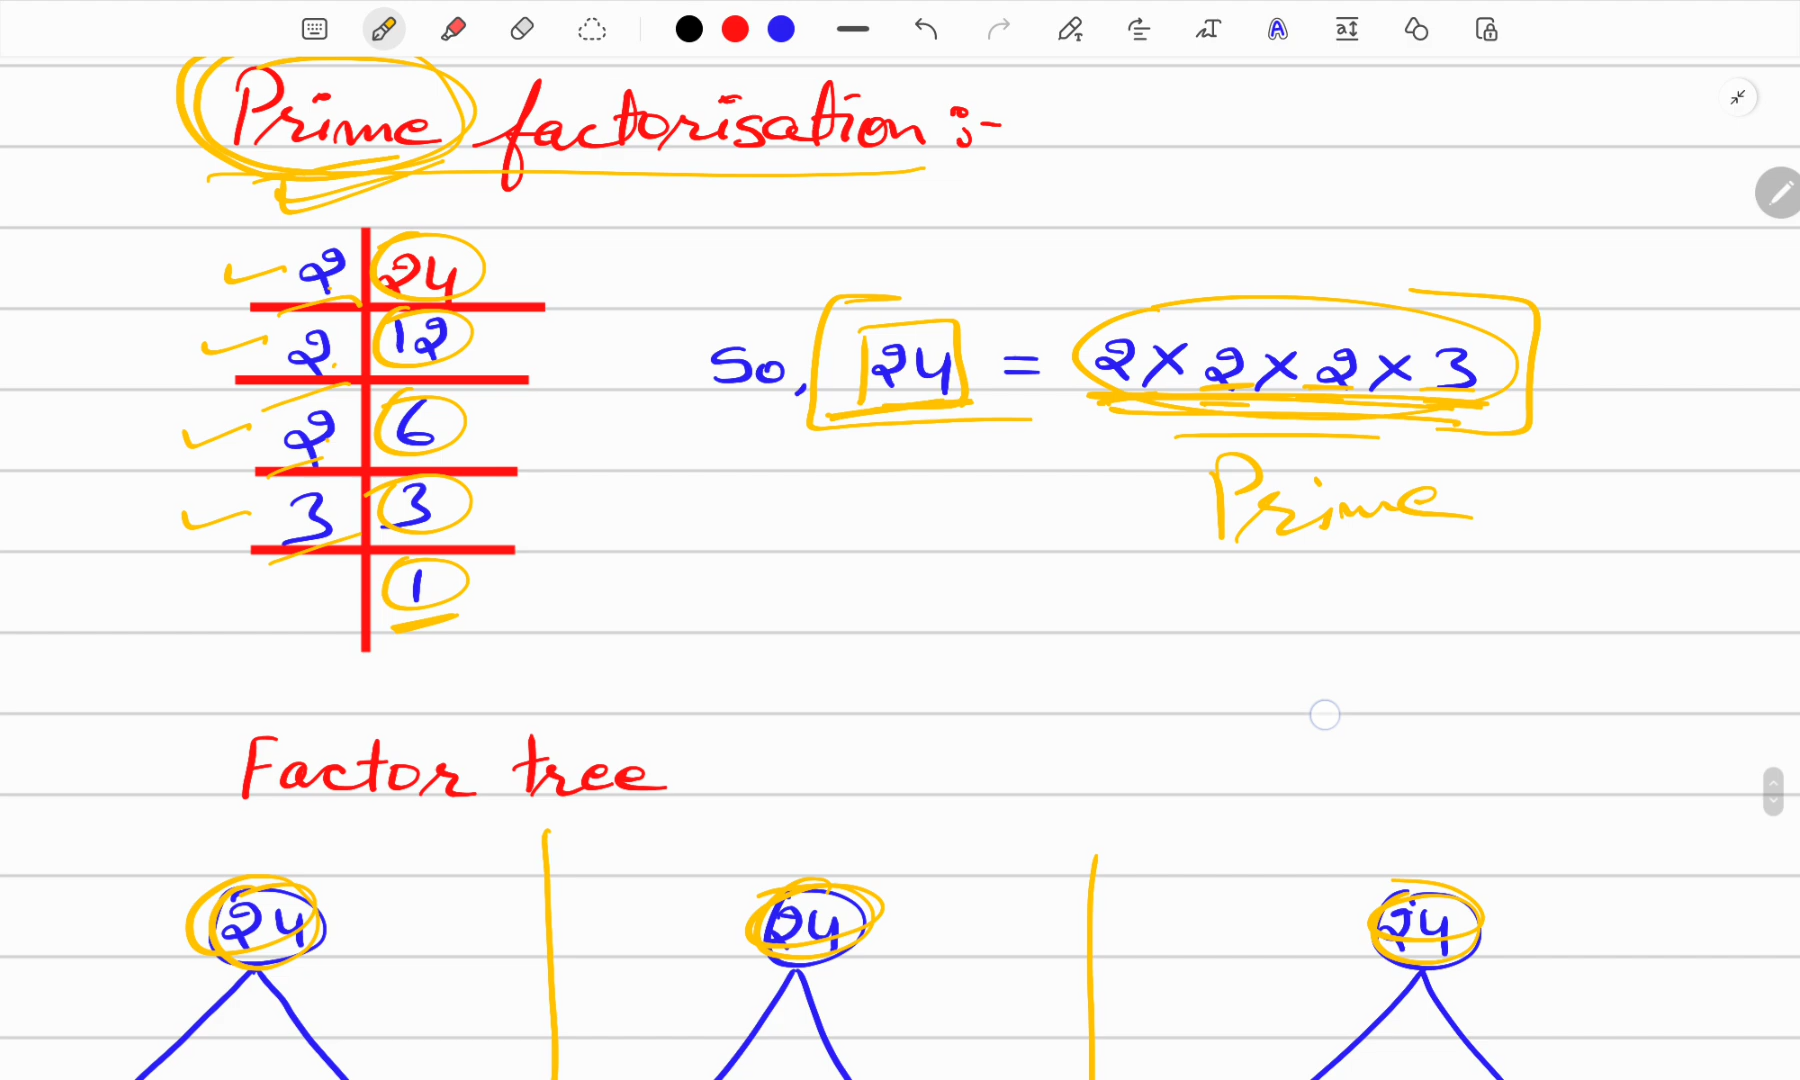 Prime factorisation :-
2 24
2 12
2 6
3 3
1
So, 24 = 2 × 2 × 2 × 3
Prime
Factor tree
24 24 24